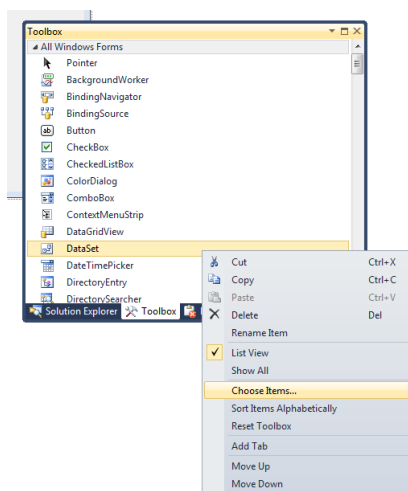 Toolbox
All Windows Forms
Pointer
BackgroundWorker
BindingNavigator
BindingSource
ab Button
CheckBox
CheckedListBox
ColorDialog
ComboBox
ContextMenuStrip
DataGridView
DataSet
DateTimePicker
DirectoryEntry
DirectorySearcher
Solution Explorer Toolbox
Cut Ctrl+X
Copy Ctrl+C
Paste Ctrl+V
Delete Del
Rename Item
List View
Show All
Choose Items...
Sort Items Alphabetically
Reset Toolbox
Add Tab
Move Up
Move Down